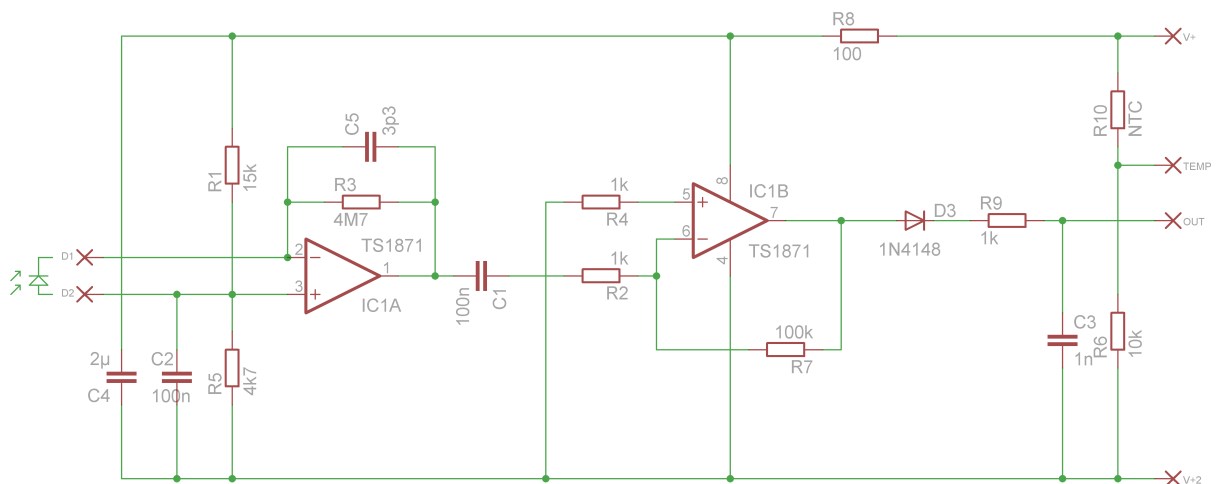 R8
100
V+
C5
3p3
R10
NTC
R1
15k
R3
4M7
1k
R4
5
8
IC1B
7
6
4
TS1871
TEMP
R9
1k
D3
1N4148
OUT
D1
D2
2
3
1
TS1871
IC1A
100n
C1
1k
R2
100k
R7
2µ
C4
C2
100n
R5
4k7
C3
1n
R6
10k
V+2